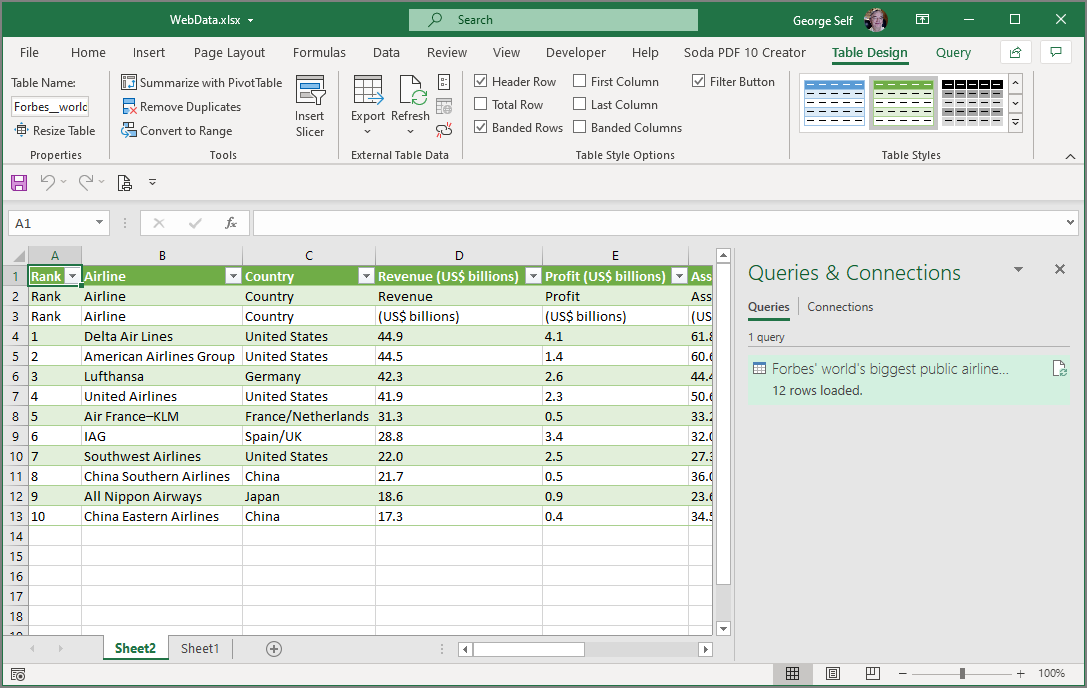 WebData.xlsx
Search
George Self
File Home Insert Page Layout Formulas Data Review View Developer Help Soda PDF 10 Creator Table Design Query
Table Name:
Forbes__world
Resize Table
Properties
Summarize with PivotTable
Remove Duplicates
Convert to Range
Tools
Insert
Slicer
Export Refresh
External Table Data
Header Row First Column Filter Button
Total Row Last Column
Banded Rows Banded Columns
Table Style Options
Table Styles
A1 fx
A B C D E
1 Rank Airline Country Revenue (US$ billions) Profit (US$ billions) Ass
2 Rank Airline Country Revenue Profit Ass
3 Rank Airline Country (US$ billions) (US$ billions) (US
4 1 Delta Air Lines United States 44.9 4.1 61.8
5 2 American Airlines Group United States 44.5 1.4 60.6
6 3 Lufthansa Germany 42.3 2.6 44.4
7 4 United Airlines United States 41.9 2.3 50.6
8 5 Air France–KLM France/Netherlands 31.3 0.5 33.2
9 6 IAG Spain/UK 28.8 3.4 32.0
10 7 Southwest Airlines United States 22.0 2.5 27.3
11 8 China Southern Airlines China 21.7 0.5 36.0
12 9 All Nippon Airways Japan 18.6 0.9 23.6
13 10 China Eastern Airlines China 17.3 0.4 34.5
14
15
16
17
18
19
Queries & Connections
Queries Connections
1 query
Forbes' world's biggest public airline...
12 rows loaded.
Sheet2 Sheet1
100%